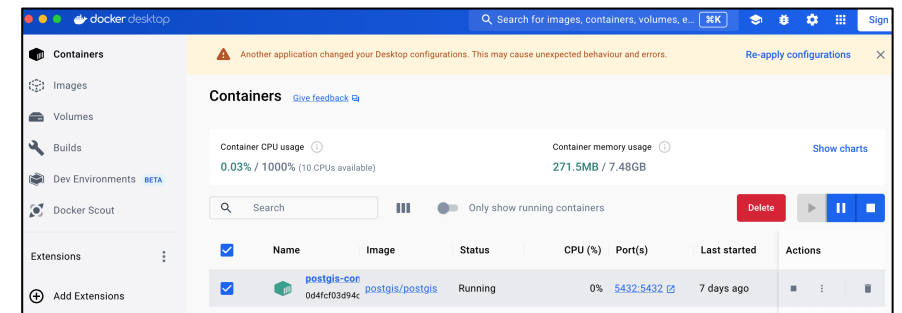 docker desktop
Search for images, containers, volumes, e... ⌘K
Sign
Containers
Images
Volumes
Builds
Dev Environments BETA
Docker Scout
Extensions
Add Extensions
Another application changed your Desktop configurations. This may cause unexpected behaviour and errors. Re-apply configurations
Containers Give feedback
Container CPU usage
0.03% / 1000% (10 CPUs available)
Container memory usage
271.5MB / 7.48GB
Show charts
Search
Only show running containers
Delete
Name Image Status CPU (%) Port(s) Last started Actions
postgis-con
0d4fcf03d94c
postgis/postgis Running 0% 5432:5432 7 days ago